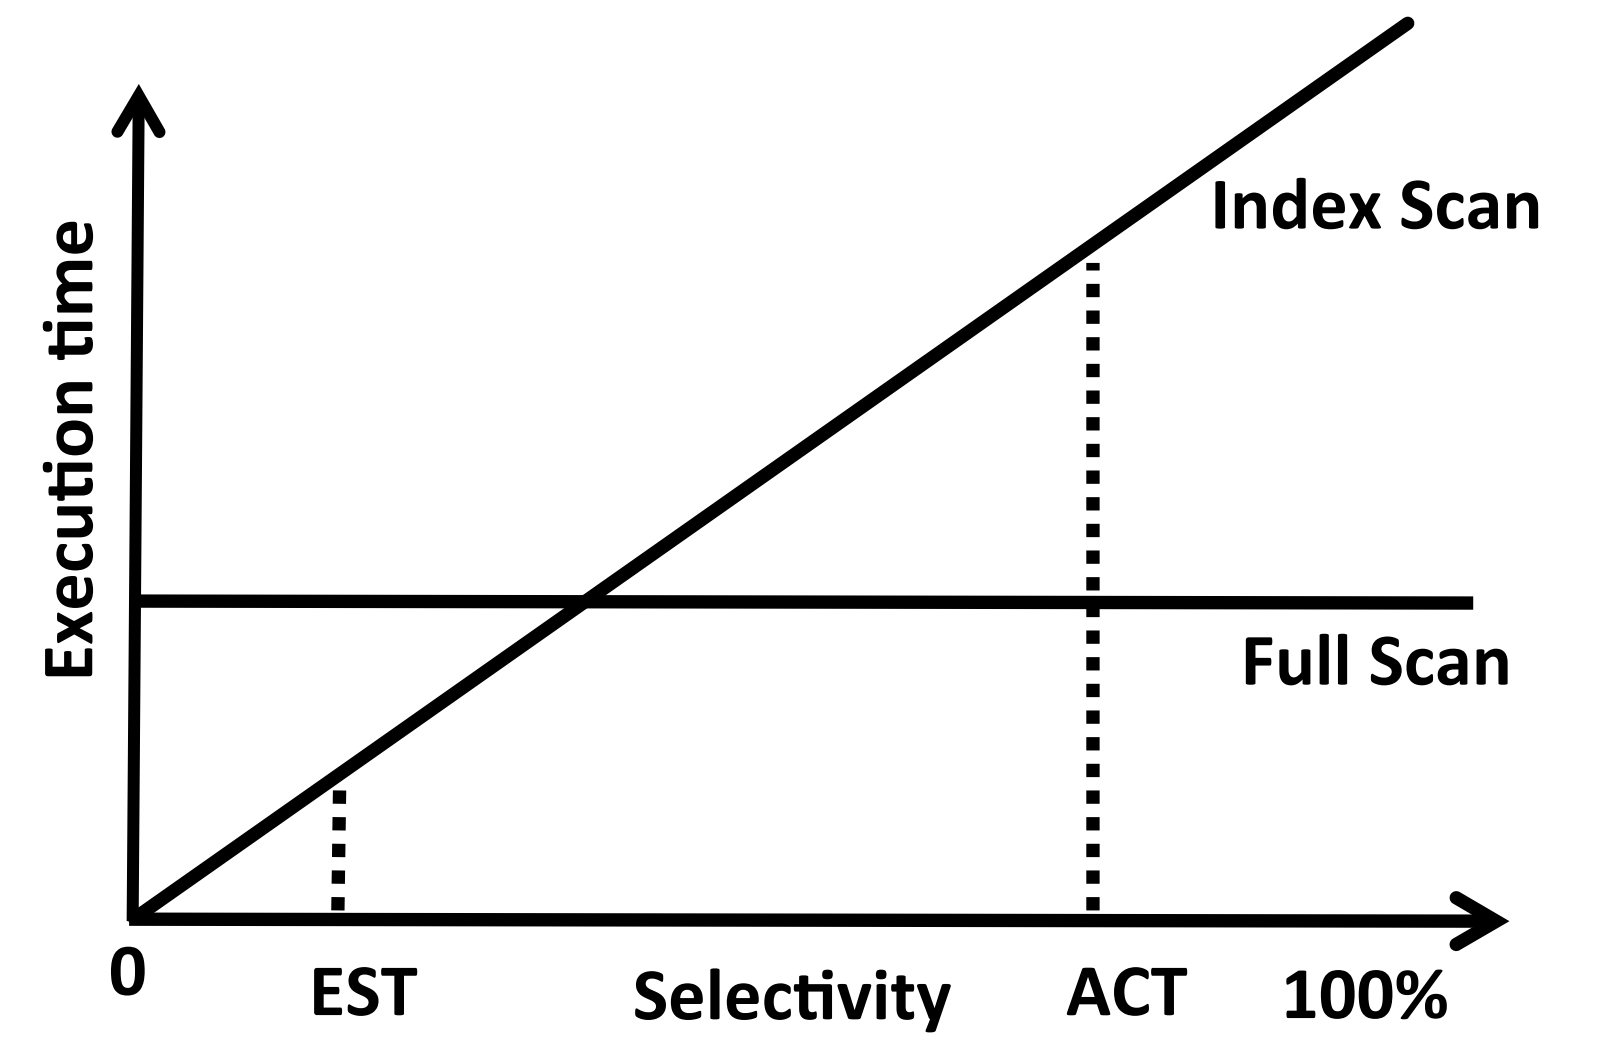 Execution time
Index Scan
Full Scan
0
EST
Selectivity
ACT
100%